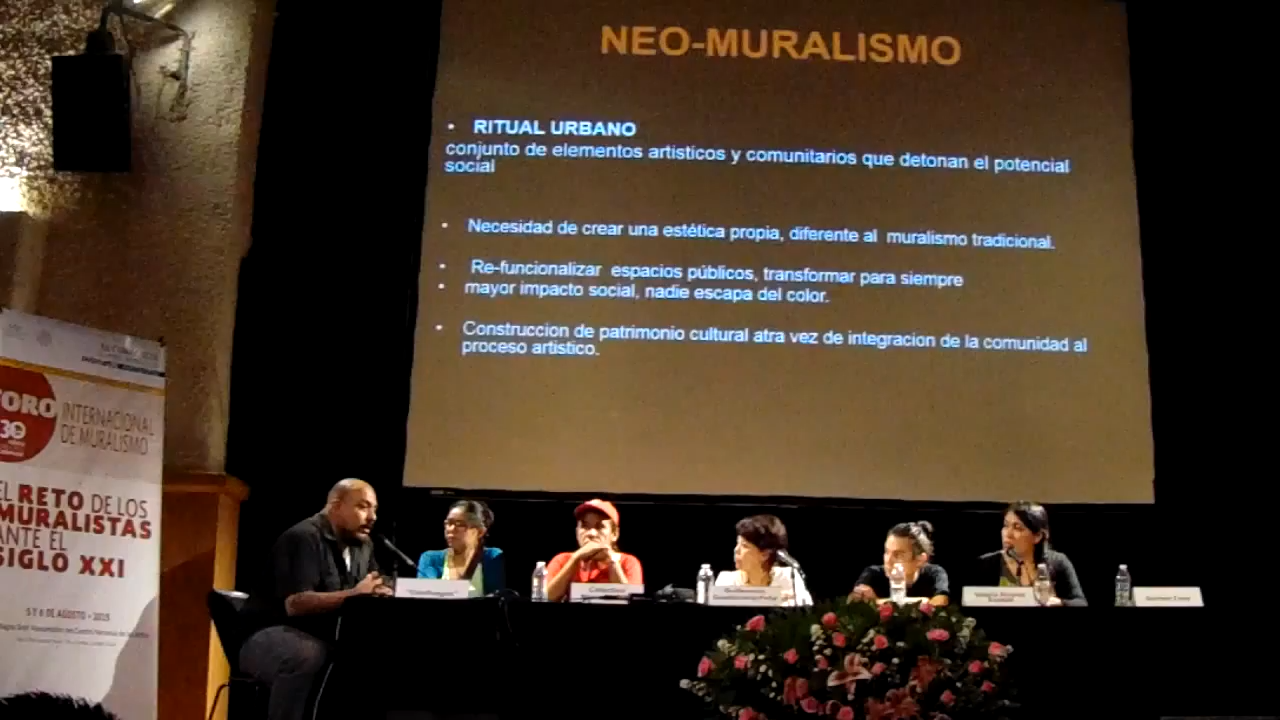 NEO-MURALISMO
• RITUAL URBANO
conjunto de elementos artisticos y comunitarios que detonan el potencial
social
• Necesidad de crear una estética propia, diferente al muralismo tradicional.
• Re-funcionalizar espacios públicos, transformar para siempre
• mayor impacto social, nadie escapa del color.
• Construccion de patrimonio cultural atra vez de integracion de la comunidad al
proceso artistico.
FORO
30
INTERNACIONAL
DE MURALISMO
EL RETO DE LOS
MURALISTAS
ANTE EL
SIGLO XXI
5 Y 6 DE AGOSTO • 2015